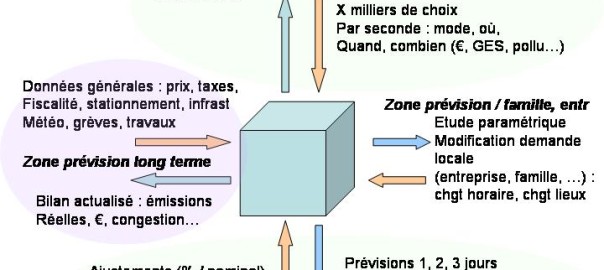 X milliers de choix
Par seconde : mode, où,
Quand, combien (€, GES, pollu…)
Données générales : prix, taxes,
Fiscalité, stationnement, infrast
Météo, grèves, travaux
Zone prévision long terme
Bilan actualisé : émissions
Réelles, €, congestion…
Zone prévision / famille, entr
Etude paramétrique
Modification demande
locale
(entreprise, famille, …) :
chgt horaire, chgt lieux
Ajustements (% / nominal)
Prévisions 1, 2, 3 jours